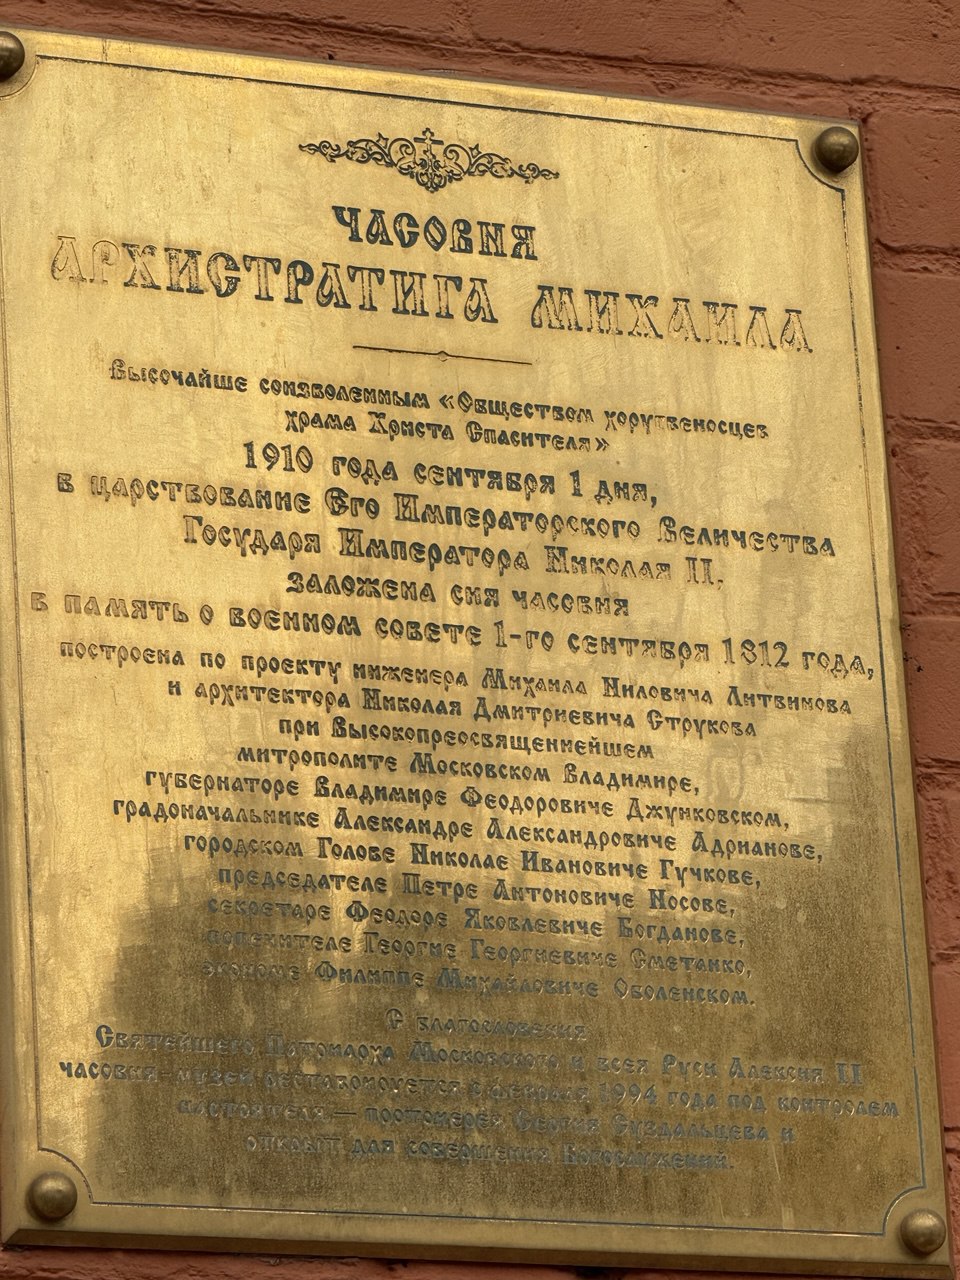 ЧАСОВНЯ
АРХИСТРАТИГА МИХАИЛА
Высочайше соизволенным «Обществом хоругвеносцев
храма Христа Спасителя»
1910 года сентября 1 дня,
в царствование Его Императорского Величества
Государя Императора Николая II.
заложена сия часовня
в память о военном совете 1-го сентября 1812 года,
построена по проекту инженера Михаила Ниловича Литвинова
и архитектора Николая Дмитриевича Струкова
при Высокопреосвященнейшем
митрополите Московском Владимире,
губернаторе Владимире Федоровиче Джунковском,
градоначальнике Александре Александровиче Адрианове,
городском Голове Николае Ивановиче Гучкове,
председателе Петре Антоновиче Носове,
секретаре Федоре Яковлевиче Богданове,
попечителе Георгие Георгиевиче Сметанко,
экономе Филиппе Михайловиче Оболенском.
С благословения
Святейшего Патриарха Московского и всея Руси Алексия II
часовня-музей реставрируется с февраля 1994 года под контролем
настоятеля — протоиерея Сергия Суздальцева и
открыт для совершения Богослужений.